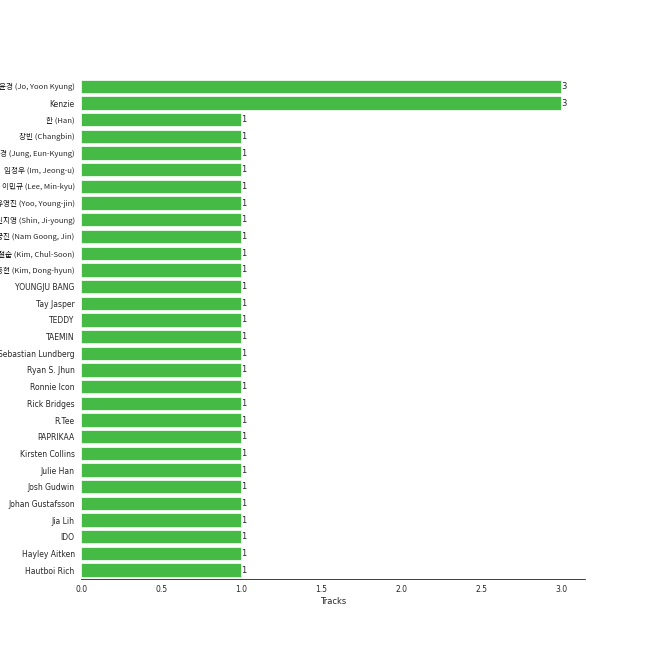 윤경 (Jo, Yoon Kyung) 3
Kenzie 3
한 (Han) 1
창빈 (Changbin) 1
경 (Jung, Eun-Kyung) 1
임정우 (Im, Jeong-u) 1
이민규 (Lee, Min-kyu) 1
유영진 (Yoo, Young-jin) 1
신지영 (Shin, Ji-young) 1
궁진 (Nam Goong, Jin) 1
철순 (Kim, Chul-Soon) 1
동현 (Kim, Dong-hyun) 1
YOUNGJU BANG 1
Tay Jasper 1
TEDDY 1
TAEMIN 1
Sebastian Lundberg 1
Ryan S. Jhun 1
Ronnie Icon 1
Rick Bridges 1
R.Tee 1
PAPRIKAA 1
Kirsten Collins 1
Julie Han 1
Josh Gudwin 1
Johan Gustafsson 1
Jia Lih 1
IDO 1
Hayley Aitken 1
Hautboi Rich 1
0.0 0.5 1.0 1.5 2.0 2.5 3.0
Tracks